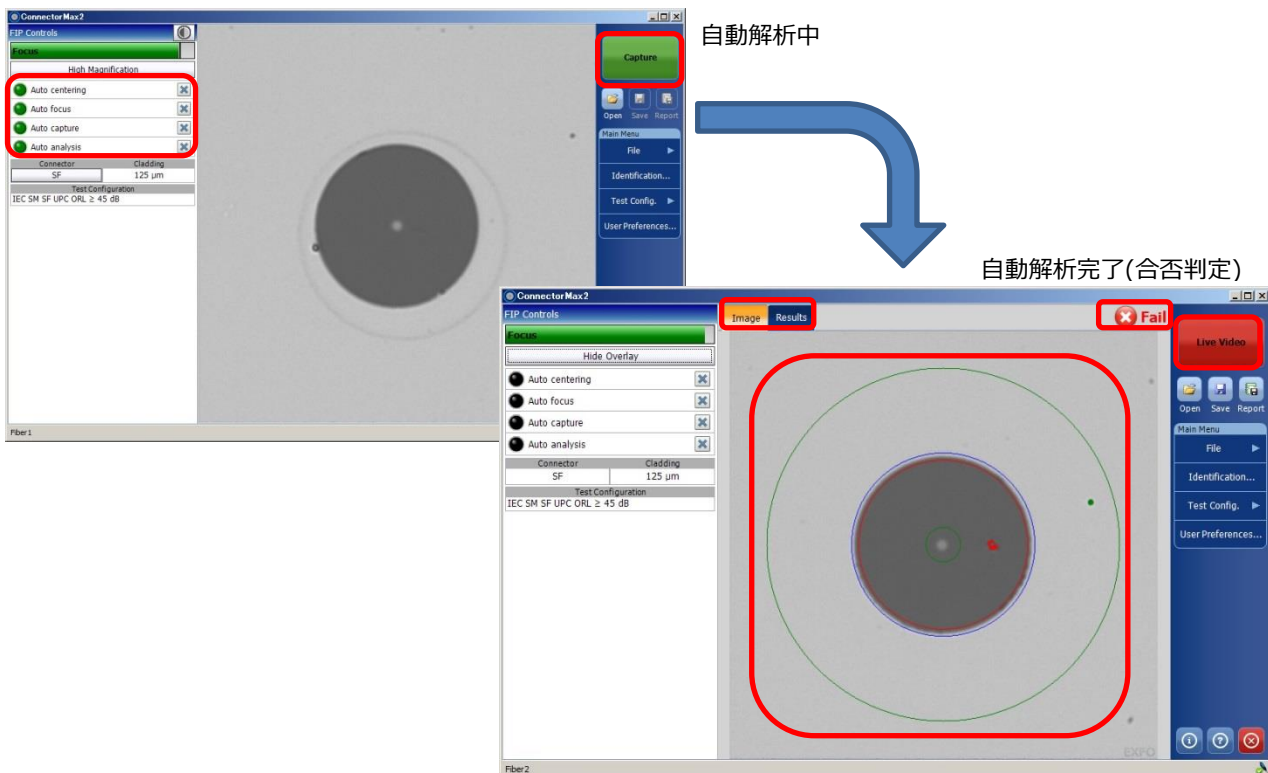 ConnectorMax2
FIP Controls
Focus
High Magnification
Auto centering
Auto focus
Auto capture
Auto analysis
Connector Cladding
SF 125 µm
Test Configuration
IEC SM SF UPC ORL ≥ 45 dB
Fiber1
Capture
Open Save Report
Main Menu
File
Identification...
Test Config.
User Preferences...
自動解析中
自動解析完了(合否判定)
ConnectorMax2
FIP Controls
Focus
Hide Overlay
Auto centering
Auto focus
Auto capture
Auto analysis
Connector Cladding
SF 125 µm
Test Configuration
IEC SM SF UPC ORL ≥ 45 dB
Image Results
Fail
EXFO
Live Video
Open Save Report
Main Menu
File
Identification...
Test Config.
User Preferences...
Fiber2